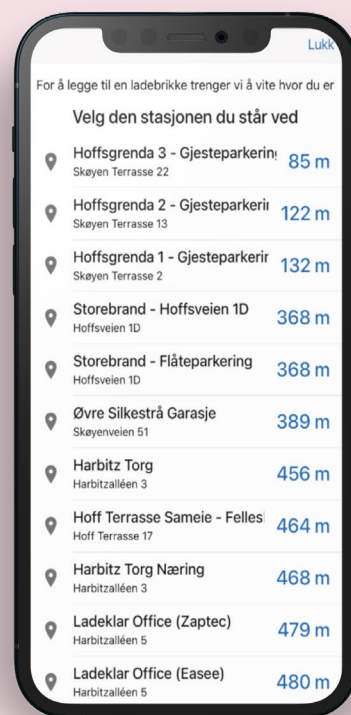 Lukk
For å legge til en ladebrikke trenger vi å vite hvor du er
Velg den stasjonen du står ved
Hoffsgrenda 3 - Gjesteparkering
85 m
Skøyen Terrasse 22
Hoffsgrenda 2 - Gjesteparkerin
122 m
Skøyen Terrasse 13
Hoffsgrenda 1 - Gjesteparkerin
132 m
Skøyen Terrasse 2
Storebrand - Hoffsveien 1D
368 m
Hoffsveien 1D
Storebrand - Flåteparkering
368 m
Hoffsveien 1D
Øvre Silkestrå Garasje
389 m
Skøyenveien 51
Harbitz Torg
456 m
Harbitzalléen 3
Hoff Terrasse Sameie - Felles
464 m
Hoff Terrasse 17
Harbitz Torg Næring
468 m
Harbitzalléen 3
Ladeklar Office (Zaptec)
479 m
Harbitzalléen 5
Ladeklar Office (Easee)
480 m
Harbitzalléen 5